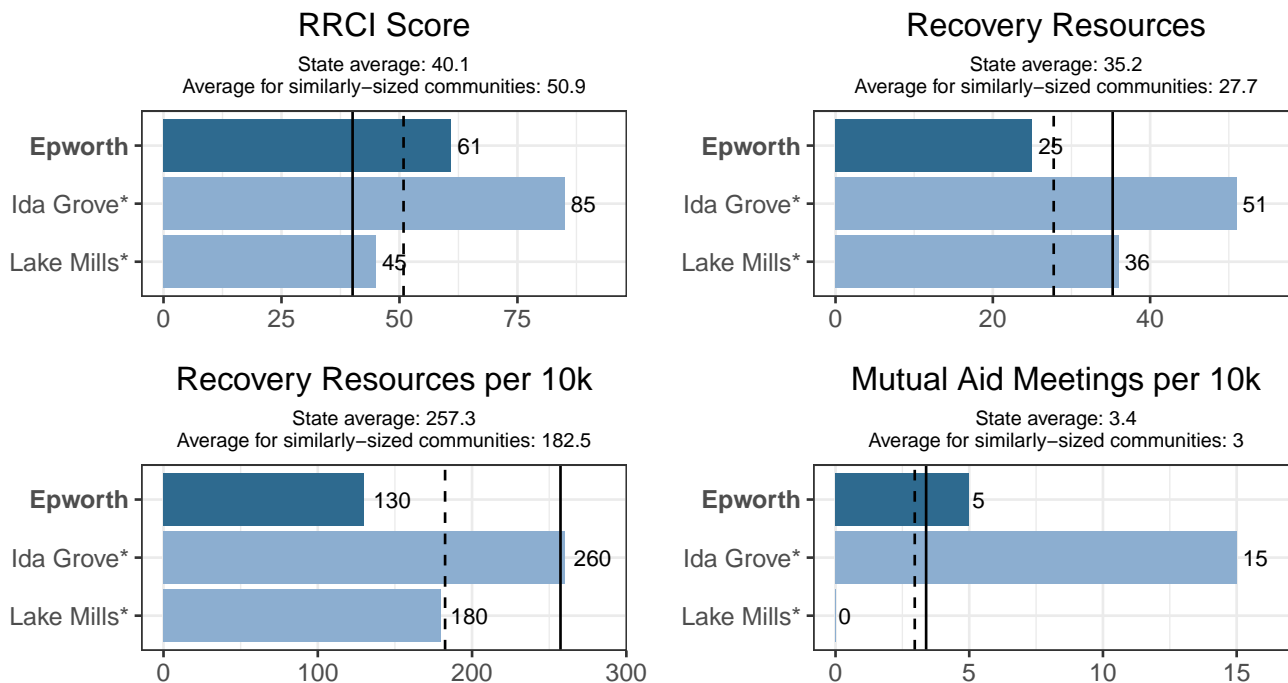 RRCI Score
State average: 40.1
Average for similarly−sized communities: 50.9
Epworth
61
Ida Grove*
85
Lake Mills*
45
0 25 50 75
Recovery Resources
State average: 35.2
Average for similarly−sized communities: 27.7
Epworth
25
Ida Grove*
51
Lake Mills*
36
0 20 40
Recovery Resources per 10k
State average: 257.3
Average for similarly−sized communities: 182.5
Epworth
130
Ida Grove*
260
Lake Mills*
180
0 100 200 300
Mutual Aid Meetings per 10k
State average: 3.4
Average for similarly−sized communities: 3
Epworth
5
Ida Grove*
15
Lake Mills*
0
0 5 10 15